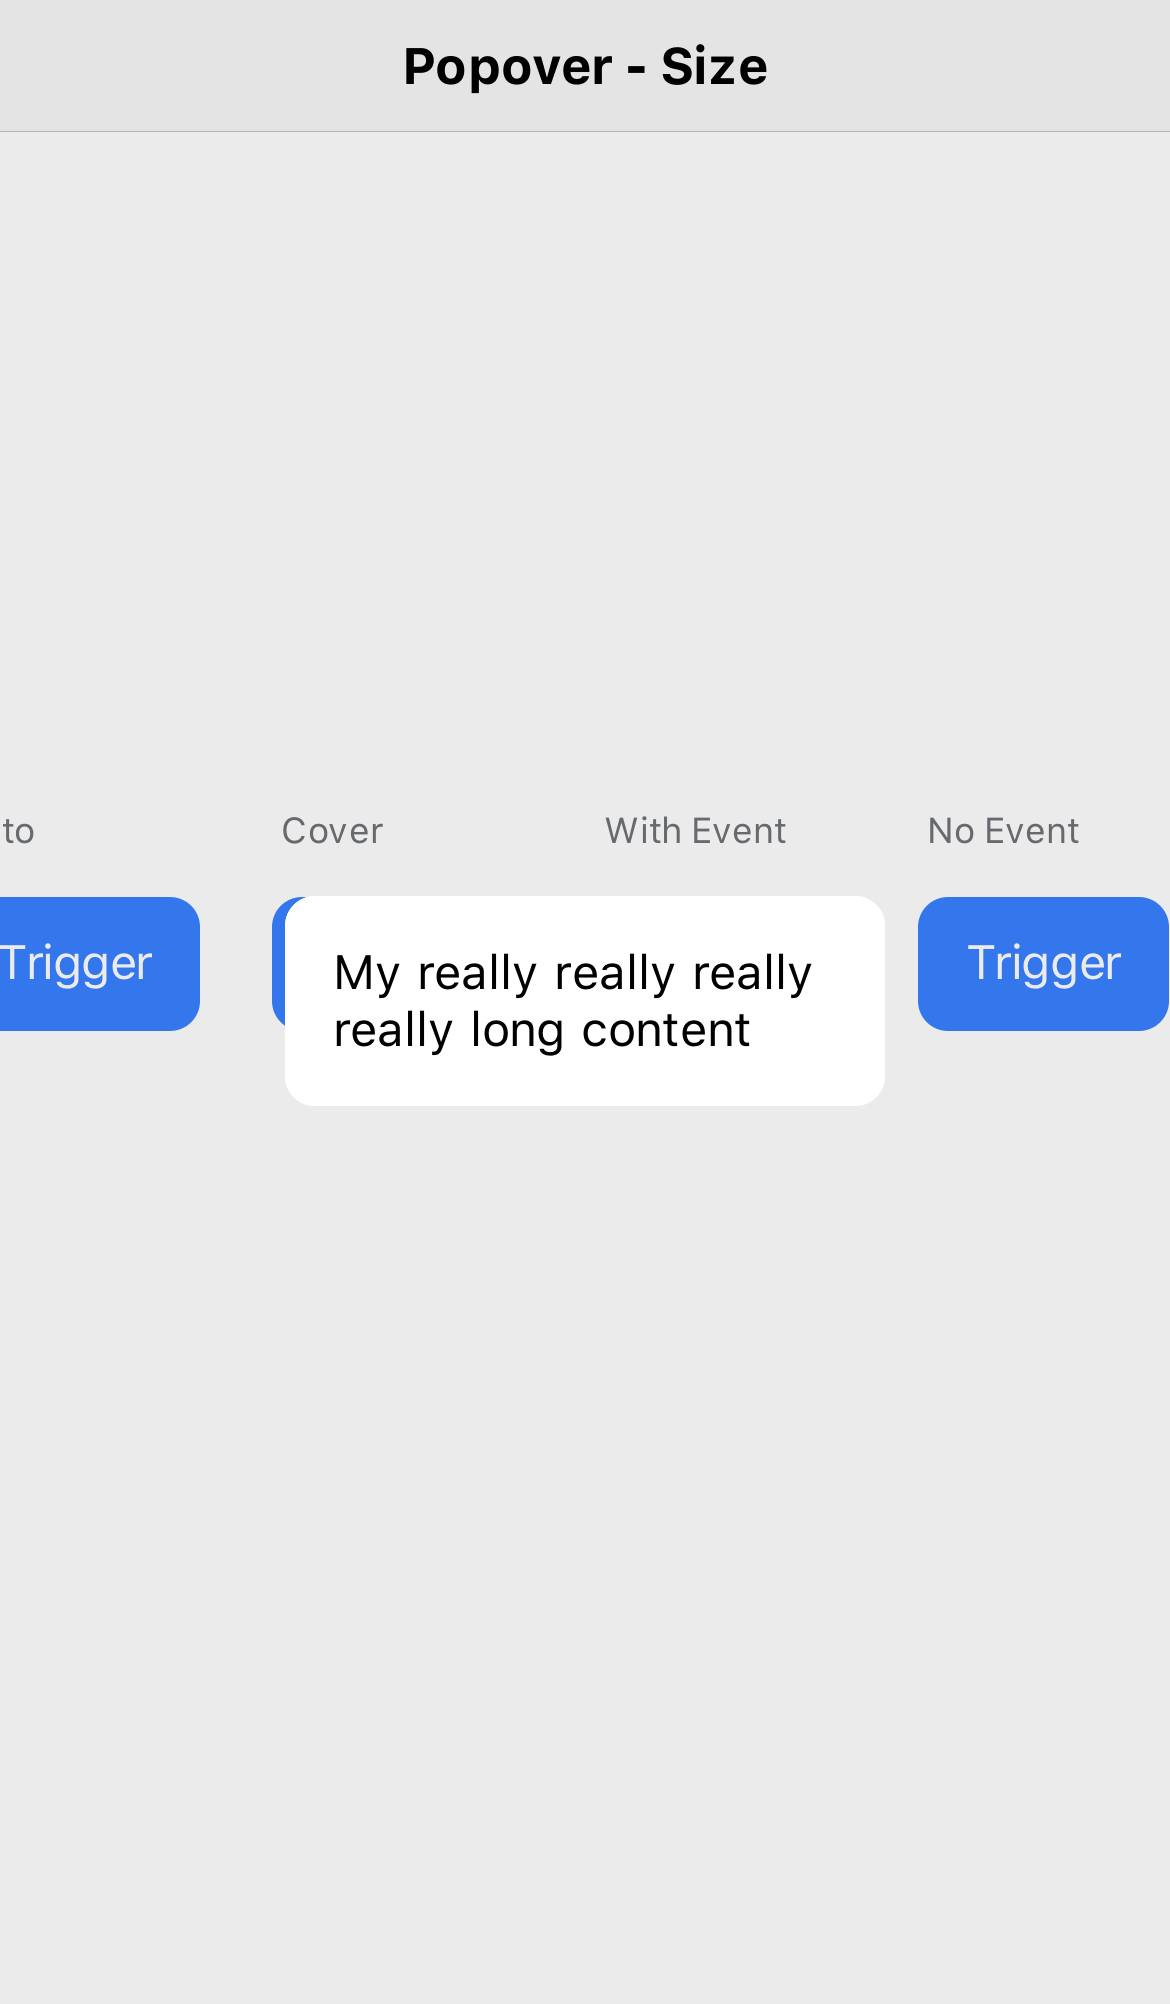 Popover - Size
to
Cover
With Event
No Event
Trigger
My really really really
really long content
Trigger